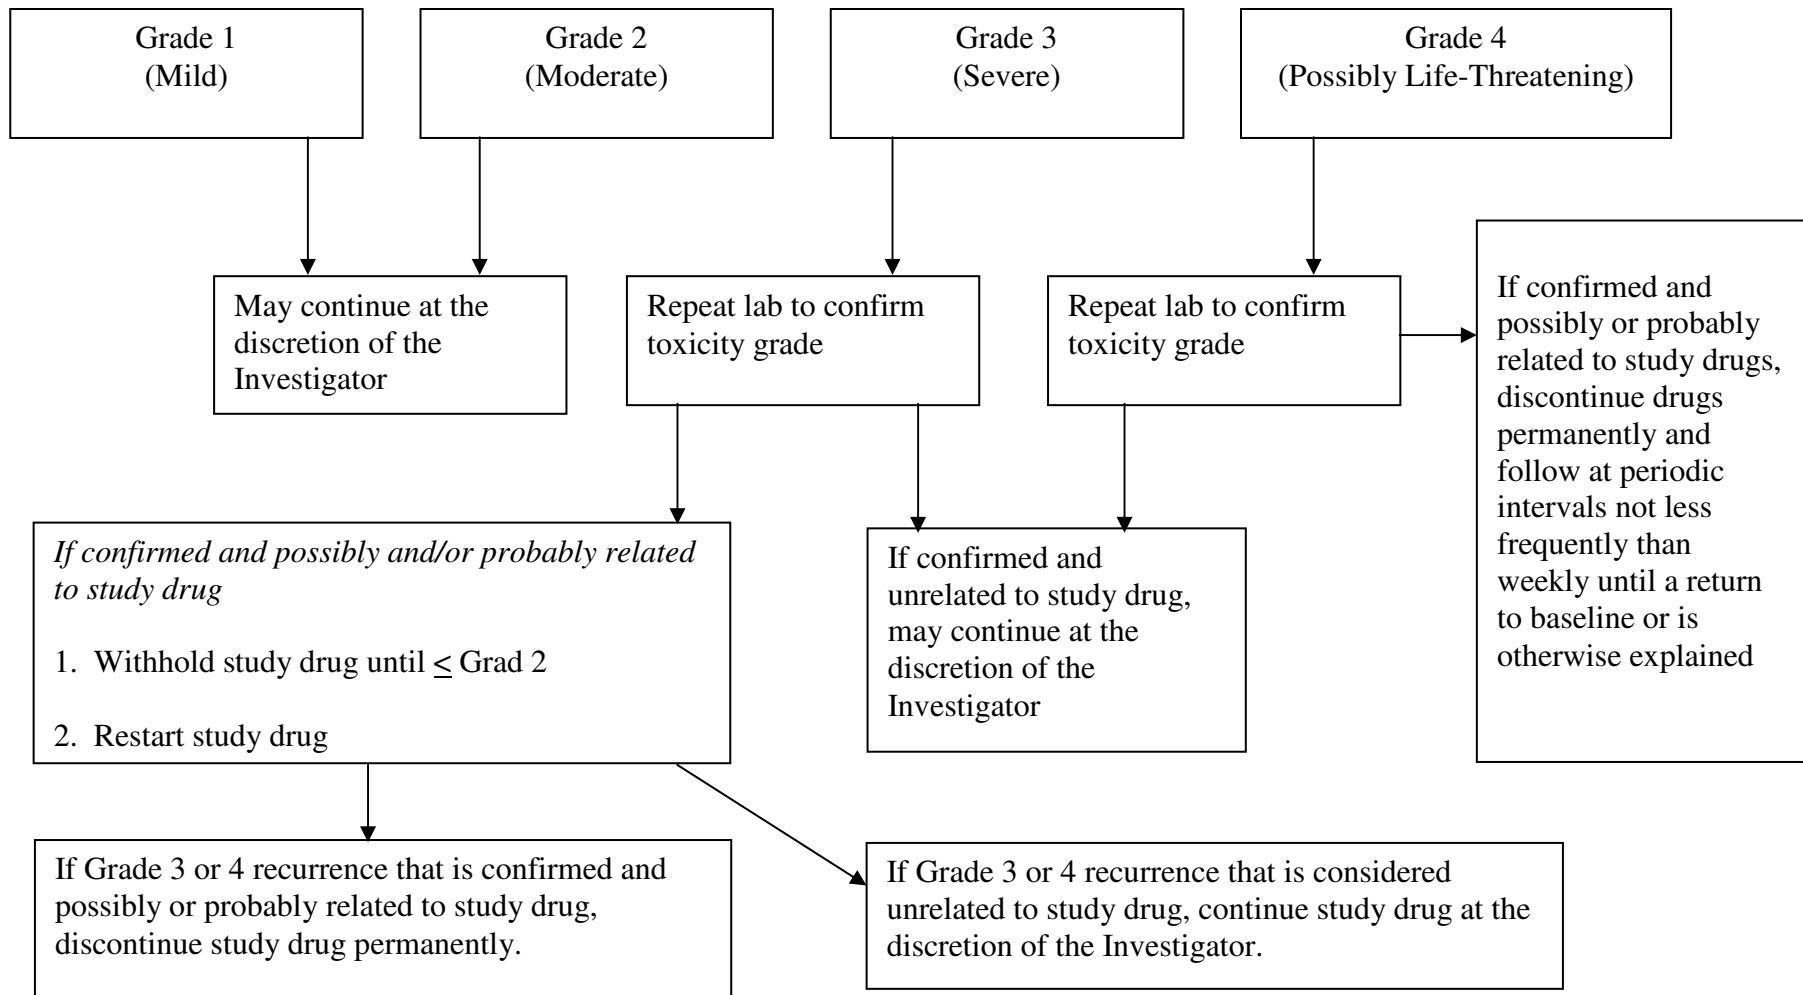 Grade 1
(Mild)
Grade 2
(Moderate)
Grade 3
(Severe)
Grade 4
(Possibly Life-Threatening)
May continue at the
discretion of the
Investigator
Repeat lab to confirm
toxicity grade
Repeat lab to confirm
toxicity grade
If confirmed and
possibly or probably
related to study drugs,
discontinue drugs
permanently and
follow at periodic
intervals not less
frequently than
weekly until a return
to baseline or is
otherwise explained
If confirmed and possibly and/or probably related
to study drug
1. Withhold study drug until ≤ Grad 2
2. Restart study drug
If confirmed and
unrelated to study drug,
may continue at the
discretion of the
Investigator
If Grade 3 or 4 recurrence that is confirmed and
possibly or probably related to study drug,
discontinue study drug permanently.
If Grade 3 or 4 recurrence that is considered
unrelated to study drug, continue study drug at the
discretion of the Investigator.